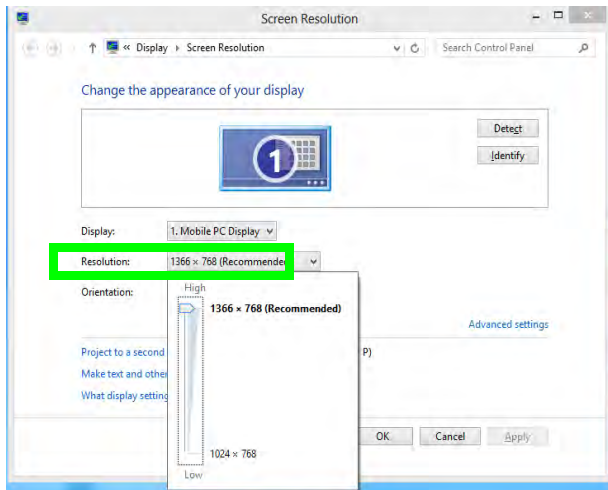 Screen Resolution
« Display Screen Resolution
Search Control Panel
Change the appearance of your display
1
Detect
Identify
Display: 1. Mobile PC Display
Resolution: 1366 × 768 (Recommended
Orientation:
High
1366 × 768 (Recommended)
Advanced settings
Project to a second P)
Make text and other
What display setting
OK Cancel Apply
1024 × 768
Low